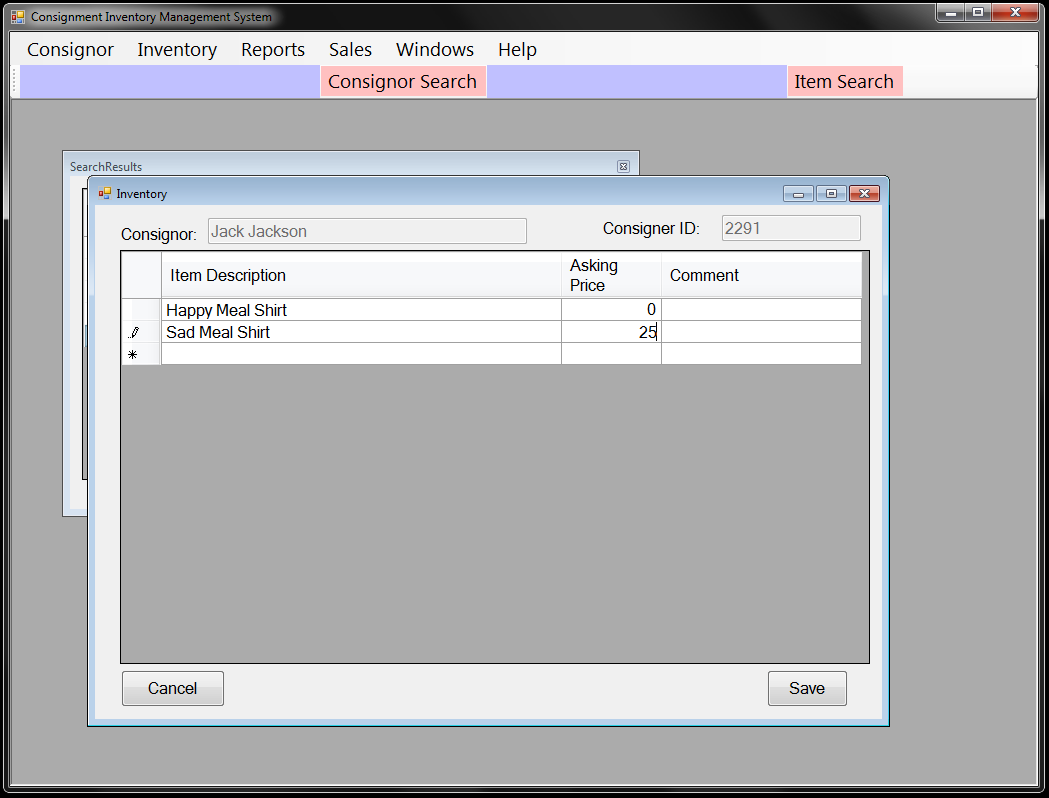 Consignment Inventory Management System
Consignor Inventory Reports Sales Windows Help
Consignor Search Item Search
SearchResults
Inventory
Consignor: Jack Jackson Consigner ID: 2291
Item Description Asking Price Comment
Happy Meal Shirt 0
Sad Meal Shirt 25
Cancel Save